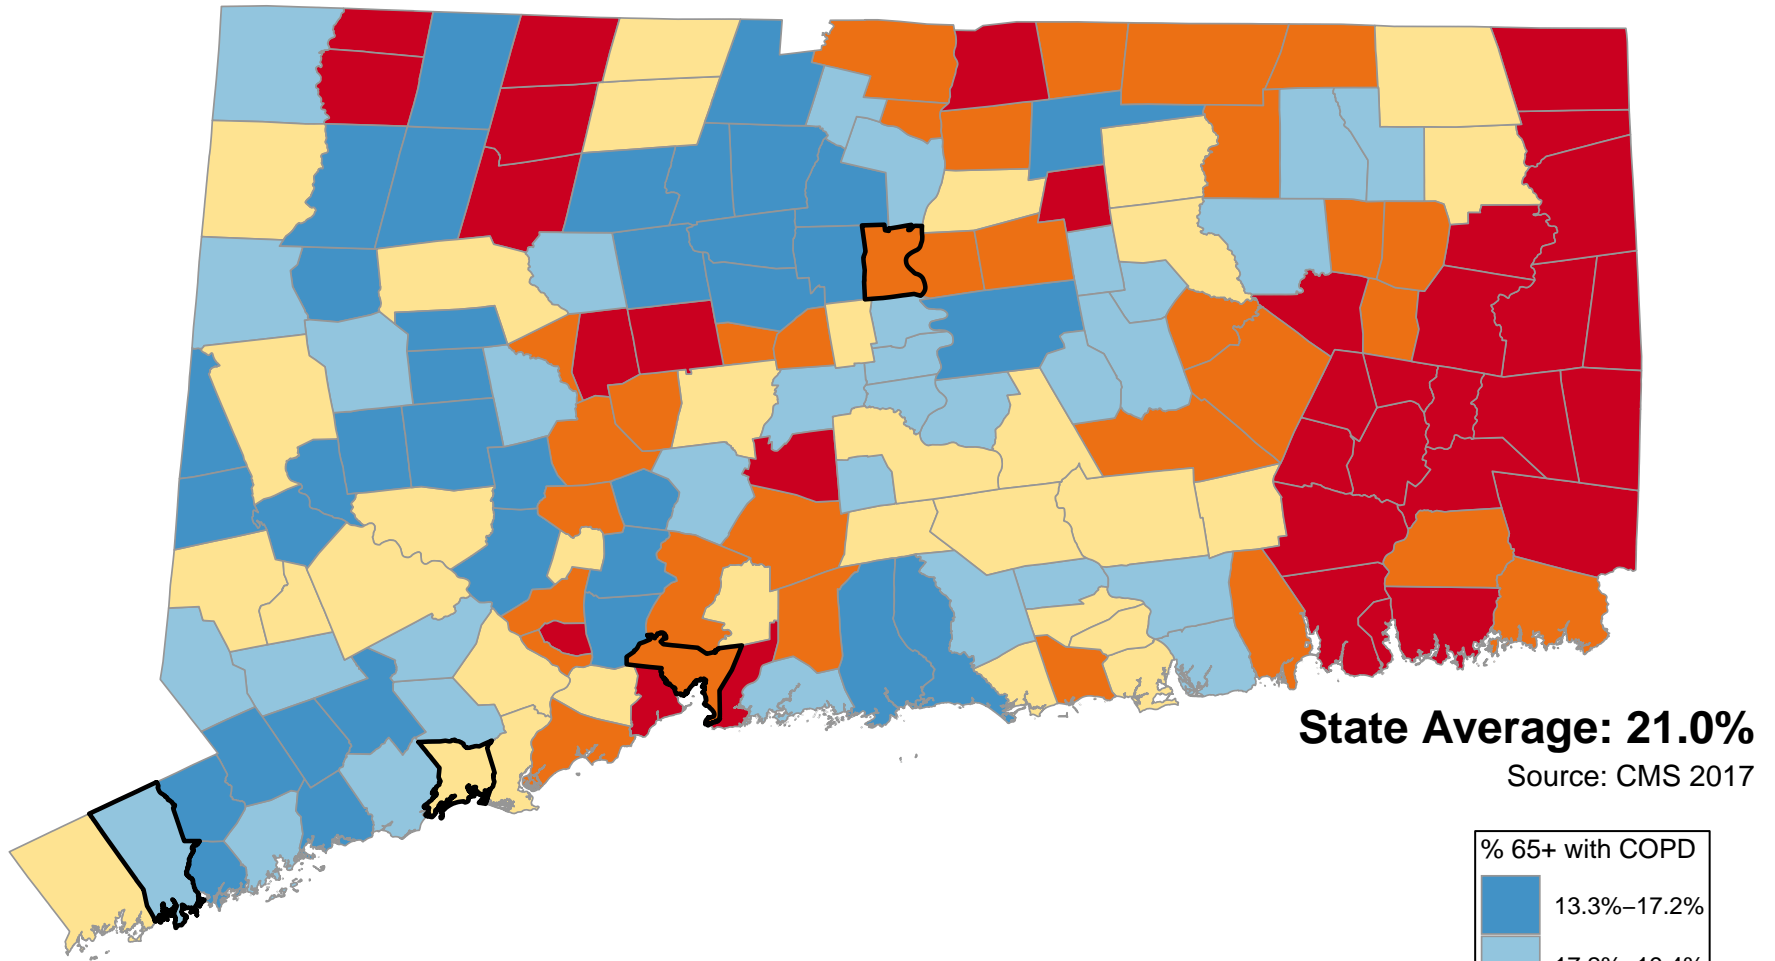 State Average: 21.0%
Source: CMS 2017
% 65+ with COPD
13.3%–17.2%